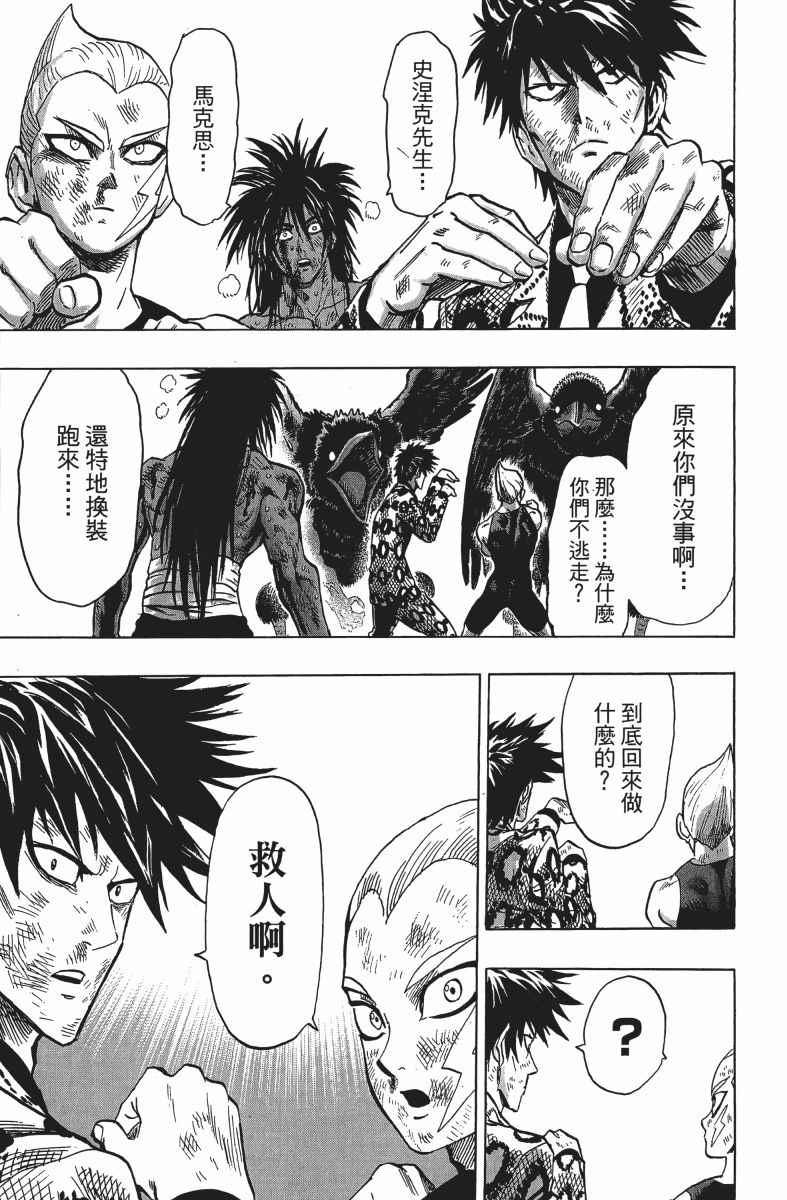 史涅克先生…
馬克思…
原來你們沒事啊…
那麼……為什麼
你們不逃走？
還特地換裝
跑來……
到底回來做
什麼的？
？
救人啊。